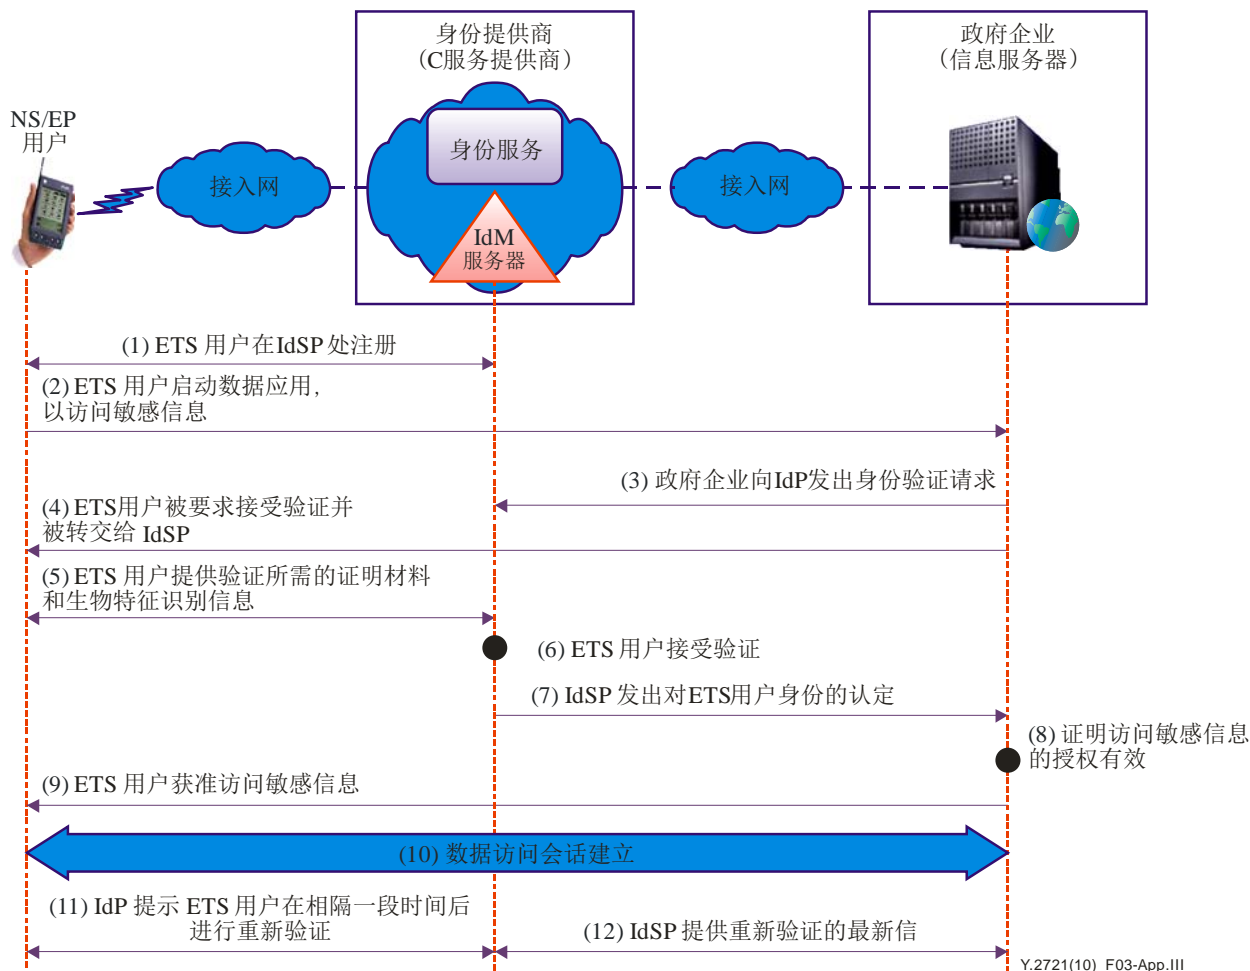 身份提供商
（C服务提供商）
政府企业
（信息服务器）
NS/EP
用户
身份服务
接入网
接入网
IdM
服务器
(1) ETS 用户在IdSP 处注册
(2) ETS 用户启动数据应用，
以访问敏感信息
(3) 政府企业向IdP发出身份验证请求
(4) ETS用户被要求接受验证并
被转交给 IdSP
(5) ETS 用户提供验证所需的证明材料
和生物特征识别信息
(6) ETS 用户接受验证
(7) IdSP 发出对ETS用户身份的认定
(8) 证明访问敏感信息
的授权有效
(9) ETS 用户获准访问敏感信息
(10) 数据访问会话建立
(11) IdP 提示 ETS 用户在相隔一段时间后
进行重新验证
(12) IdSP 提供重新验证的最新信
Y.2721(10)_F03-App.III